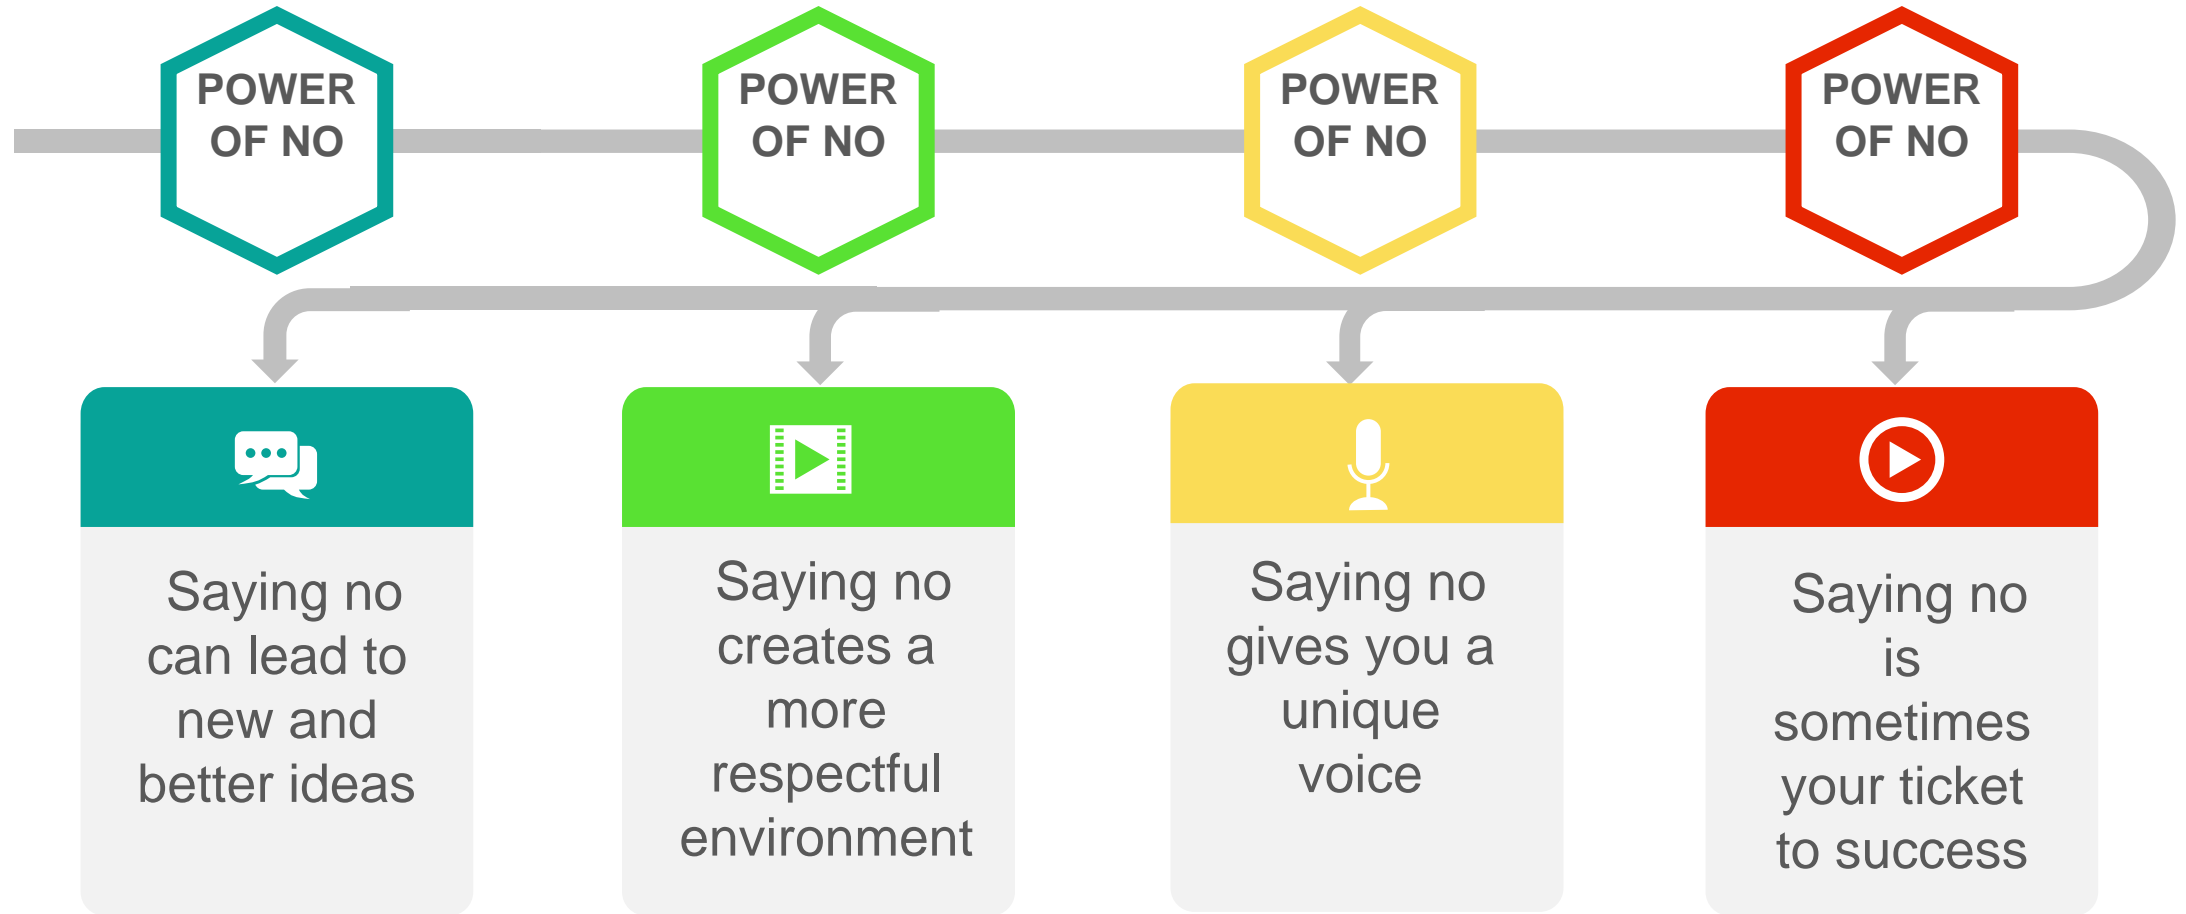 POWER
OF NO
POWER
OF NO
POWER
OF NO
POWER
OF NO
Saying no
can lead to
new and
better ideas
Saying no
creates a
more
respectful
environment
Saying no
gives you a
unique
voice
Saying no
is
sometimes
your ticket
to success